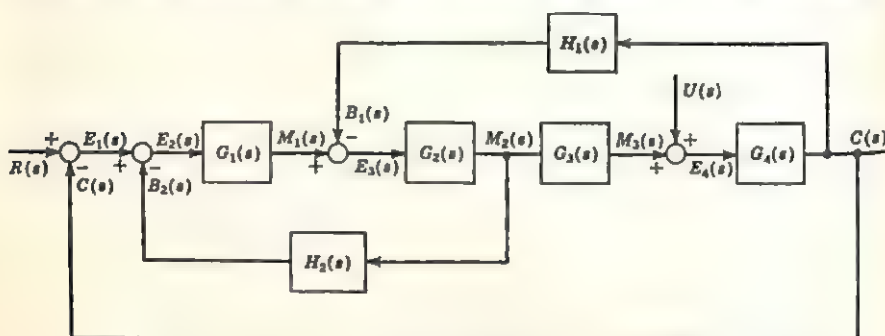 H₁(s)
U(s)
B₁(s)
+ E₁(s) E₂(s) G₁(s) M₁(s) − E₃(s) G₂(s) M₂(s) G₃(s) M₃(s) + E₄(s) G₄(s) C(s)
R(s) − C(s) + − B₂(s) + +
H₂(s)